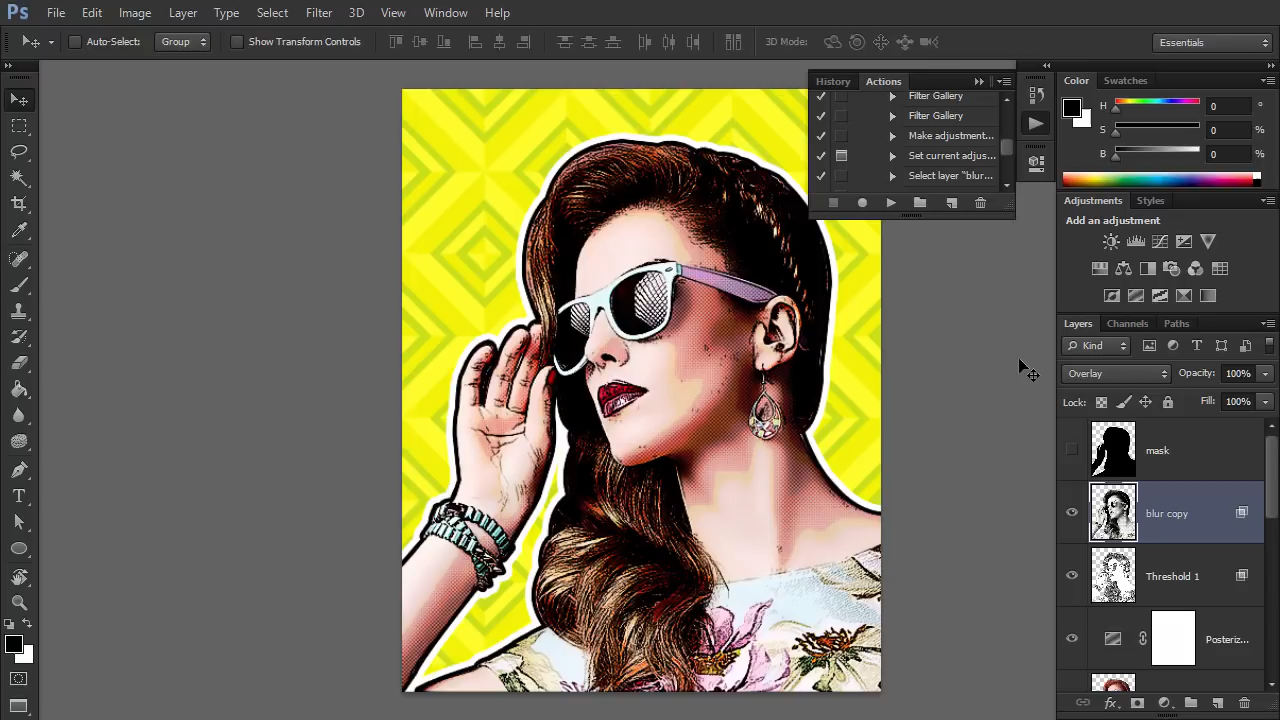 Ps File Edit Image Layer Type Select Filter 3D View Window Help
Auto-Select: Group Show Transform Controls 3D Mode: Essentials
History Actions
Filter Gallery
Filter Gallery
Make adjustment...
Set current adjus...
Select layer "blur...
Color Swatches
H 0 °
S 0 %
B 0 %
Adjustments Styles
Add an adjustment
Layers Channels Paths
Kind
Overlay Opacity: 100%
Lock: Fill: 100%
mask
blur copy
Threshold 1
Posteriz...